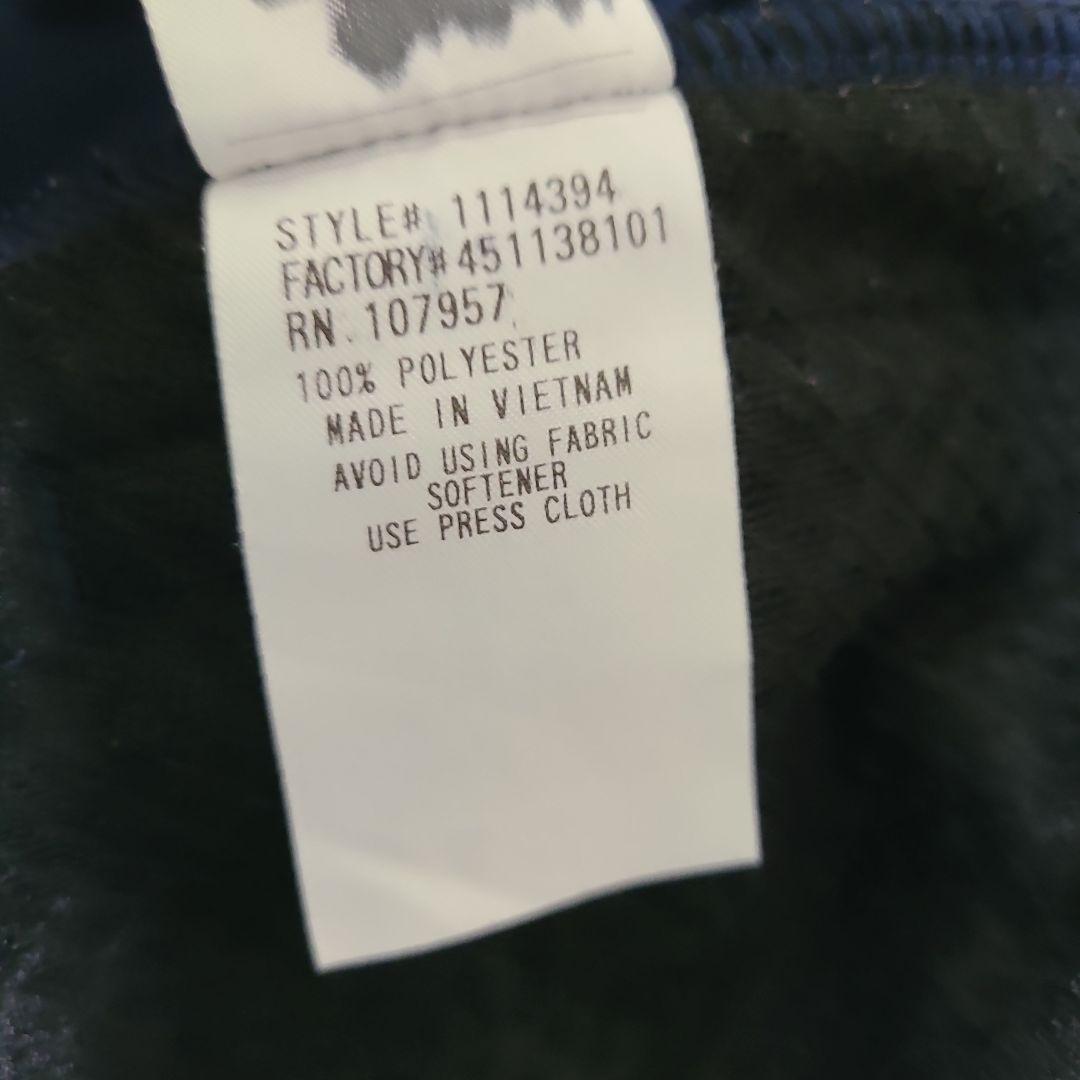 STYLE# 1114394
FACTORY# 451138101
RN. 107957
100% POLYESTER
MADE IN VIETNAM
AVOID USING FABRIC
SOFTENER
USE PRESS CLOTH